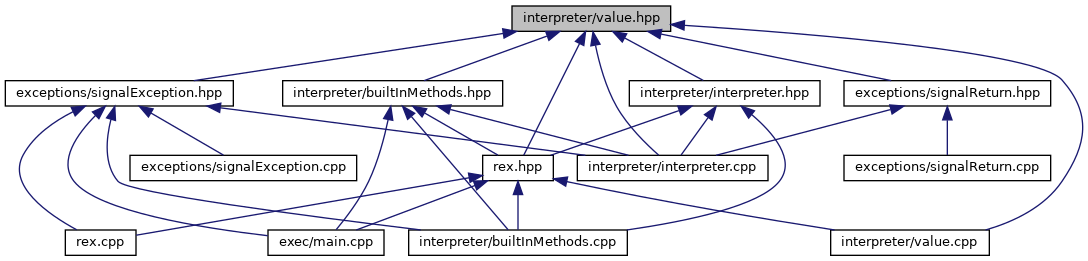 interpreter/value.hpp
exceptions/signalException.hpp
interpreter/builtInMethods.hpp
interpreter/interpreter.hpp
exceptions/signalReturn.hpp
exceptions/signalException.cpp
rex.hpp
interpreter/interpreter.cpp
exceptions/signalReturn.cpp
rex.cpp
exec/main.cpp
interpreter/builtInMethods.cpp
interpreter/value.cpp